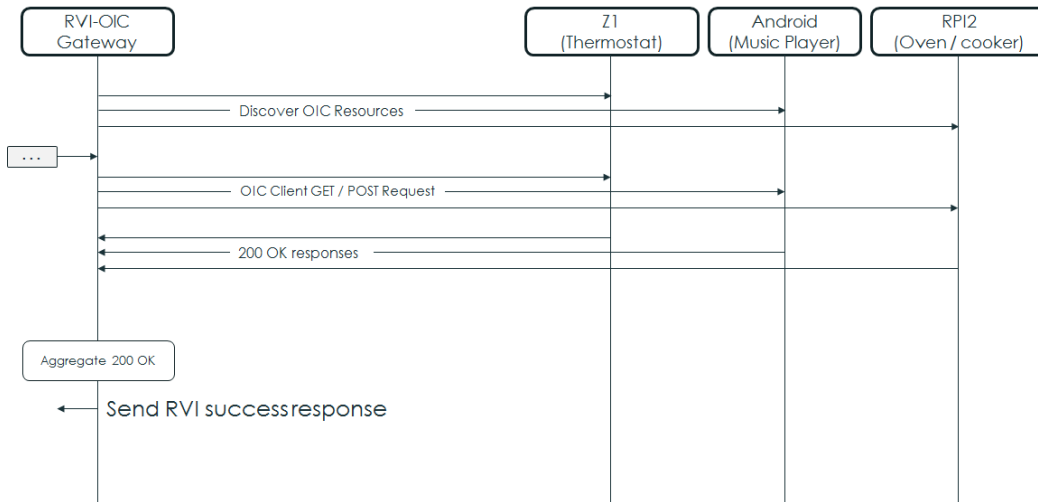 RVI-OIC
Gateway
Z1
(Thermostat)
Android
(Music Player)
RPI2
(Oven / cooker)
Discover OIC Resources
...
OIC Client GET / POST Request
200 OK responses
Aggregate 200 OK
Send RVI success response